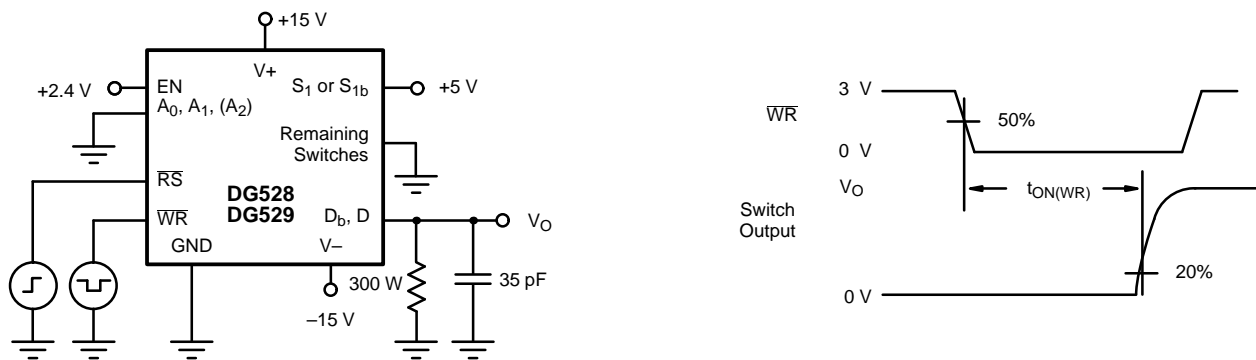 +15 V
V+
+2.4 V
EN
S1 or S1b
+5 V
A0, A1, (A2)
Remaining
Switches
RS
DG528
DG529
WR
Db, D
VO
GND
V–
300 W
35 pF
–15 V
3 V
WR
50%
0 V
VO
tON(WR)
Switch
Output
20%
0 V